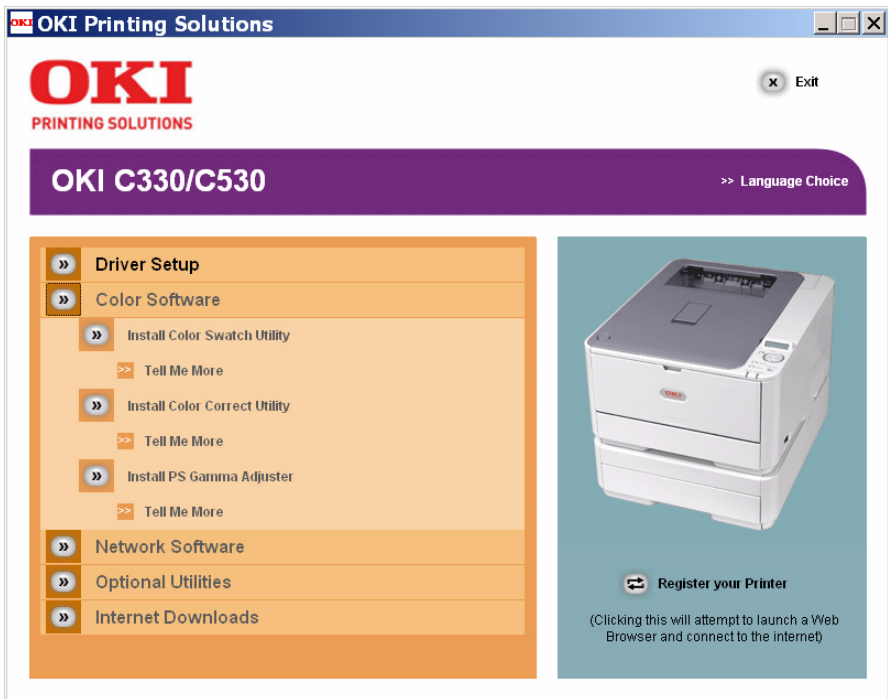 OKI OKI Printing Solutions
OKI
PRINTING SOLUTIONS
Exit
OKI C330/C530
>> Language Choice
Driver Setup
Color Software
Install Color Swatch Utility
>> Tell Me More
Install Color Correct Utility
>> Tell Me More
Install PS Gamma Adjuster
>> Tell Me More
Network Software
Optional Utilities
Internet Downloads
OKI
Register your Printer
(Clicking this will attempt to launch a Web
Browser and connect to the internet)